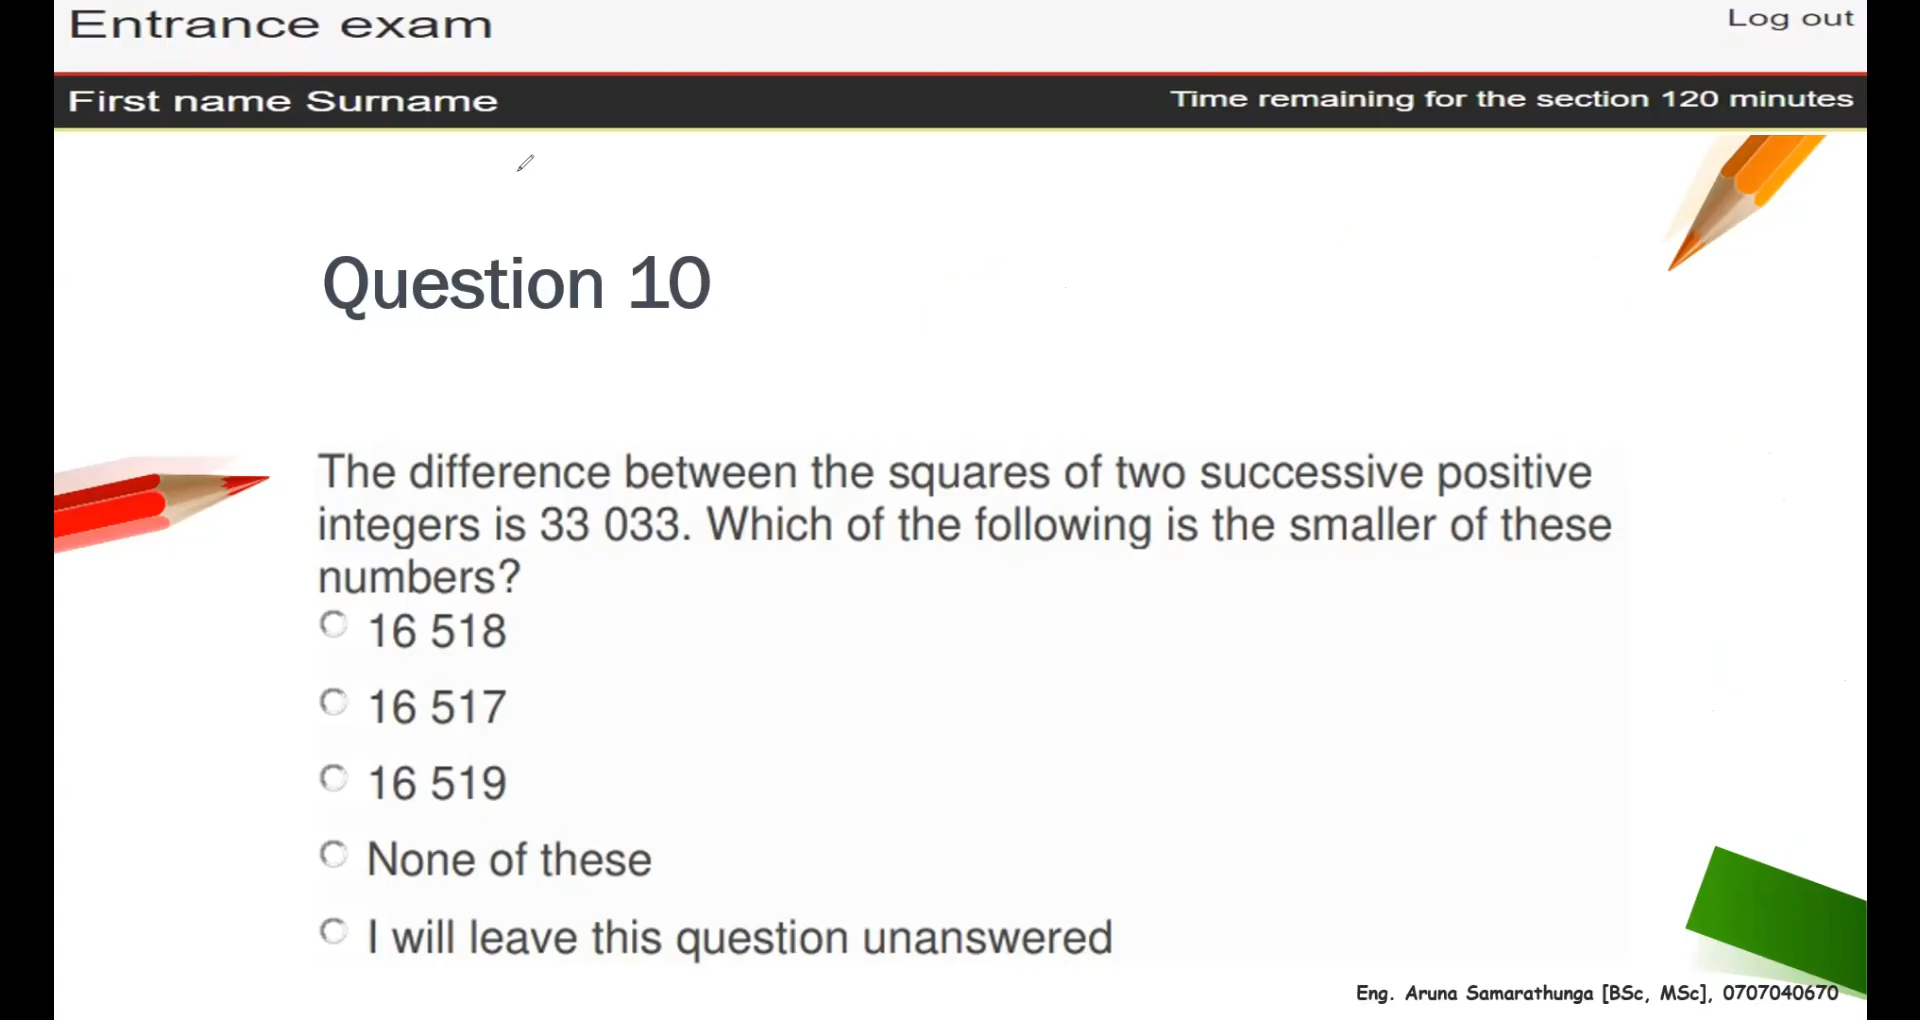 Entrance exam
Log out
First name Surname
Time remaining for the section 120 minutes
Question 10
The difference between the squares of two successive positive
integers is 33 033. Which of the following is the smaller of these
numbers?
16 518
16 517
16 519
None of these
I will leave this question unanswered
Eng. Aruna Samarathunga [BSc, MSc], 0707040670